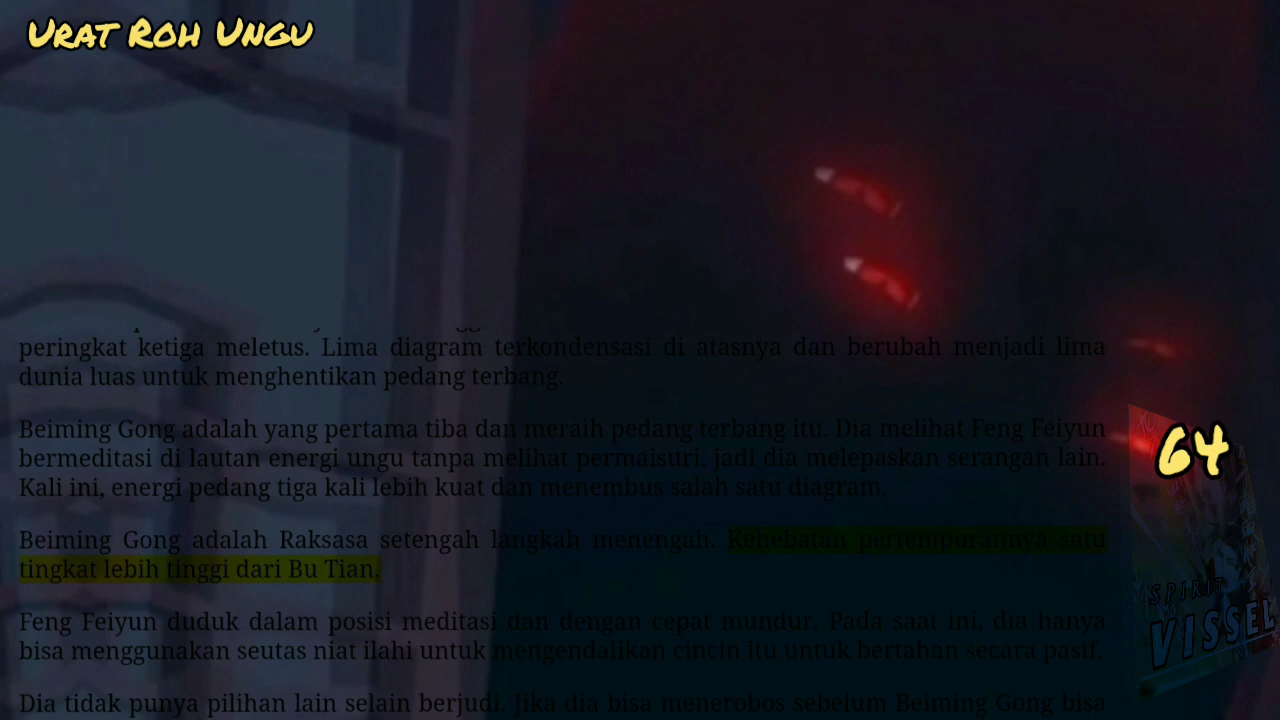 Urat Roh Ungu
peringkat ketiga meletus. Lima diagram terkondensasi di atasnya dan berubah menjadi lima
dunia luas untuk menghentikan pedang terbang.
Beiming Gong adalah yang pertama tiba dan meraih pedang terbang itu. Dia melihat Feng Feiyun
bermeditasi di lautan energi ungu tanpa melihat permaisuri, jadi dia melepaskan serangan lain.
Kali ini, energi pedang tiga kali lebih kuat dan menembus salah satu diagram.
64
Beiming Gong adalah Raksasa setengah langkah menengah. Kehebatan pertempurannya satu
tingkat lebih tinggi dari Bu Tian.
SPIRIT
VISSEL
Feng Feiyun duduk dalam posisi meditasi dan dengan cepat mundur. Pada saat ini, dia hanya
bisa menggunakan seutas niat ilahi untuk mengendalikan cincin itu untuk bertahan secara pasif.
Dia tidak punya pilihan lain selain berjudi. Jika dia bisa menerobos sebelum Beiming Gong bisa